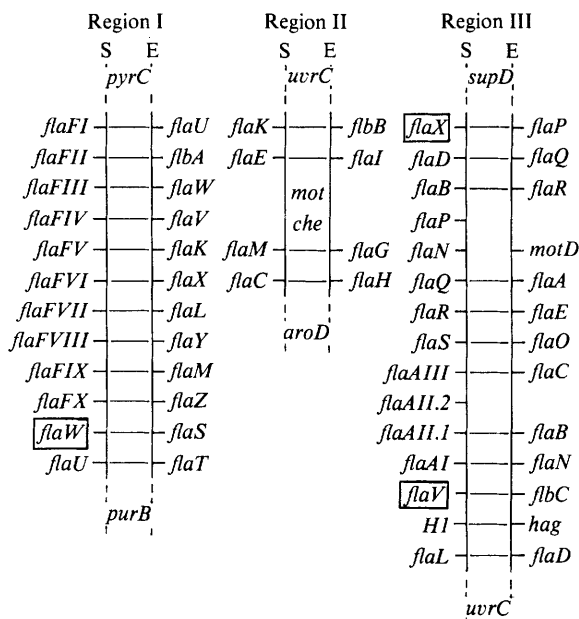 Region I
S E
pyrC
flaFI flaU
flaFII flbA
flaFIII flaW
flaFIV flaV
flaFV flaK
flaFVI flaX
flaFVII flaL
flaFVIII flaY
flaFIX flaM
flaFX flaZ
flaW flaS
flaU flaT
purB
Region II
S E
uvrC
flaK flbB
flaE flaI
mot
che
flaM flaG
flaC flaH
aroD
Region III
S E
supD
flaX flaP
flaD flaQ
flaB flaR
flaP
flaN motD
flaQ flaA
flaR flaE
flaS flaO
flaAIII flaC
flaAII.2
flaAII.1 flaB
flaAI flaN
flaV flbC
H1 hag
flaL flaD
uvrC